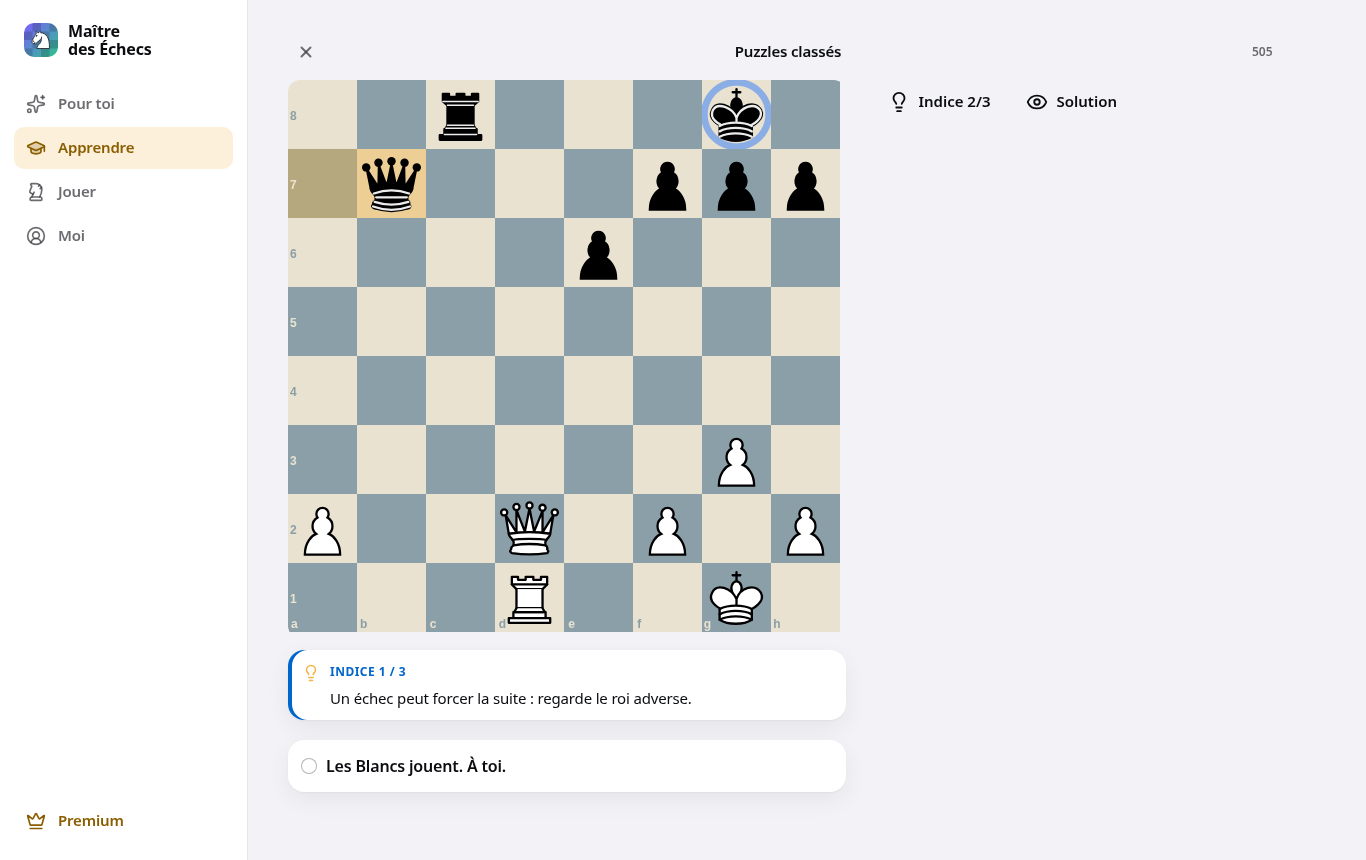 Maître
des Échecs
Pour toi
Apprendre
Jouer
Moi
Premium
Puzzles classés
505
8
7
6
5
4
3
2
1
a b c d e f g h
Indice 2/3
Solution
INDICE 1 / 3
Un échec peut forcer la suite : regarde le roi adverse.
Les Blancs jouent. À toi.